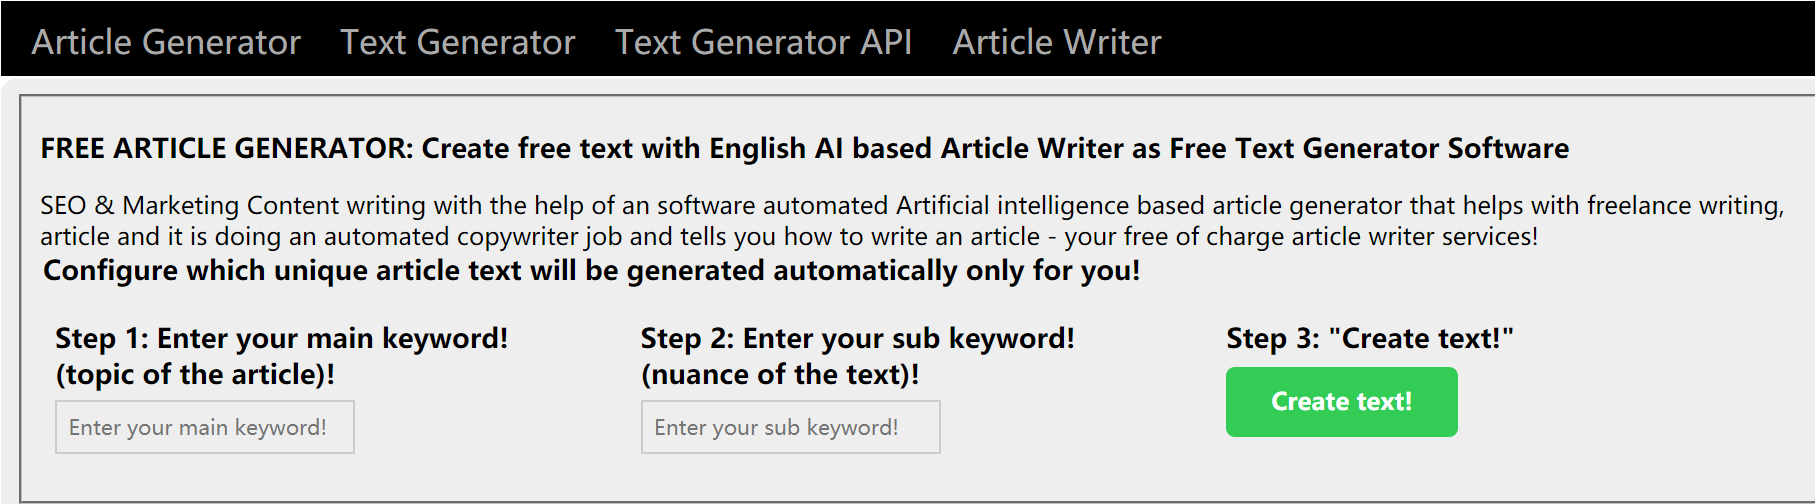 Article Generator Text Generator Text Generator API Article Writer
FREE ARTICLE GENERATOR: Create free text with English AI based Article Writer as Free Text Generator Software
SEO & Marketing Content writing with the help of an software automated Artificial intelligence based article generator that helps with freelance writing,
article and it is doing an automated copywriter job and tells you how to write an article - your free of charge article writer services!
Configure which unique article text will be generated automatically only for you!
Step 1: Enter your main keyword!
(topic of the article)!
Enter your main keyword!
Step 2: Enter your sub keyword!
(nuance of the text)!
Enter your sub keyword!
Step 3: "Create text!"
Create text!